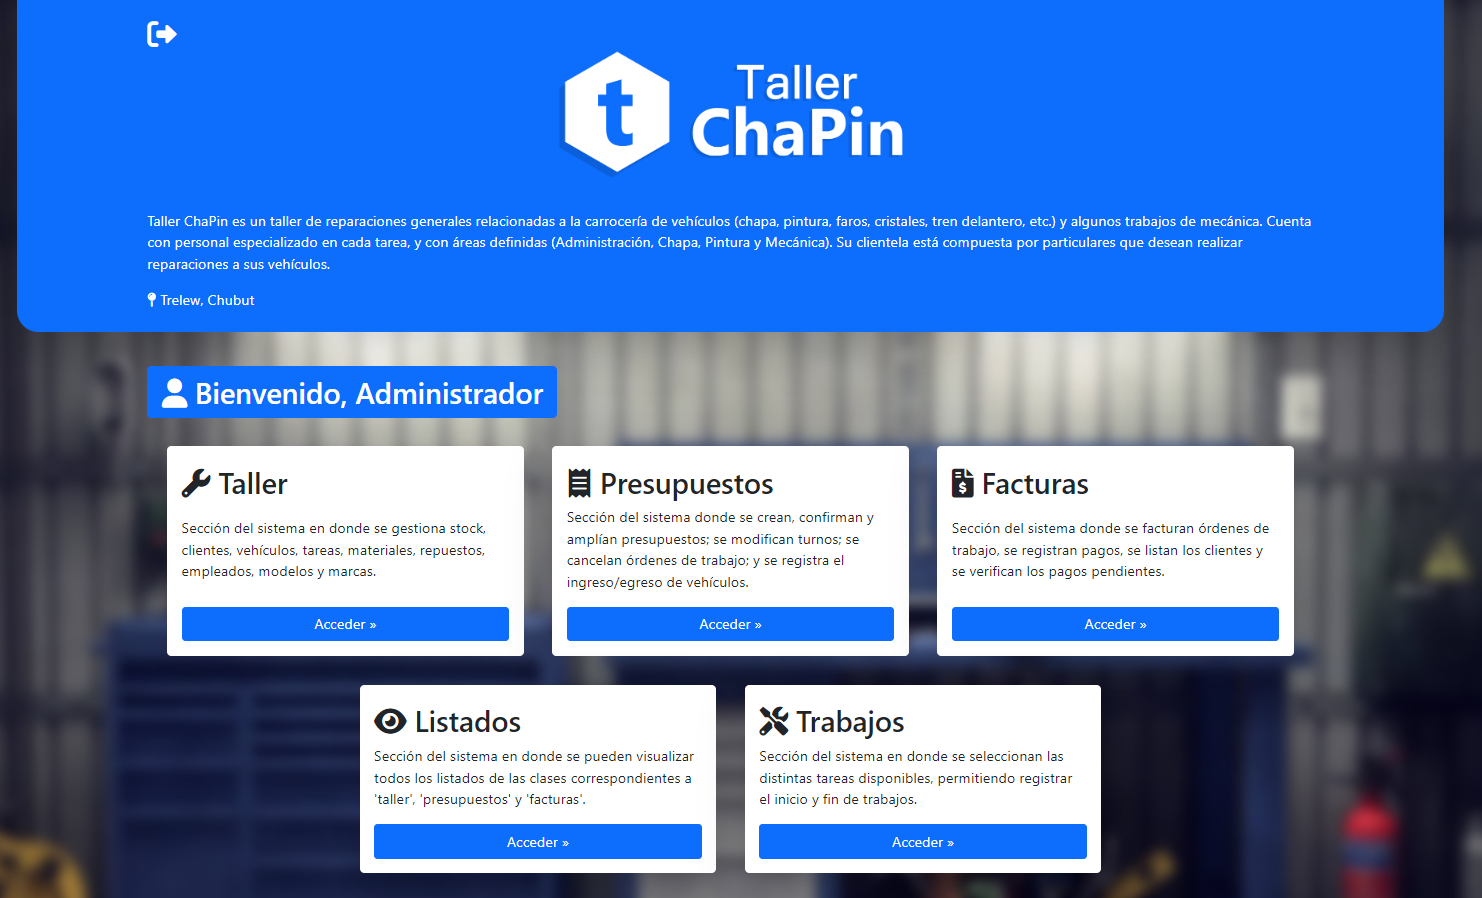 t
Taller
ChaPin
Taller ChaPin es un taller de reparaciones generales relacionadas a la carrocería de vehículos (chapa, pintura, faros, cristales, tren delantero, etc.) y algunos trabajos de mecánica. Cuenta
con personal especializado en cada tarea, y con áreas definidas (Administración, Chapa, Pintura y Mecánica). Su clientela está compuesta por particulares que desean realizar
reparaciones a sus vehículos.
Trelew, Chubut
Bienvenido, Administrador
Taller
Sección del sistema en donde se gestiona stock,
clientes, vehículos, tareas, materiales, repuestos,
empleados, modelos y marcas.
Acceder »
Presupuestos
Sección del sistema donde se crean, confirman y
amplían presupuestos; se modifican turnos; se
cancelan órdenes de trabajo; y se registra el
ingreso/egreso de vehículos.
Acceder »
Facturas
Sección del sistema donde se facturan órdenes de
trabajo, se registran pagos, se listan los clientes y
se verifican los pagos pendientes.
Acceder »
Listados
Sección del sistema en donde se pueden visualizar
todos los listados de las clases correspondientes a
'taller', 'presupuestos' y 'facturas'.
Acceder »
Trabajos
Sección del sistema en donde se seleccionan las
distintas tareas disponibles, permitiendo registrar
el inicio y fin de trabajos.
Acceder »